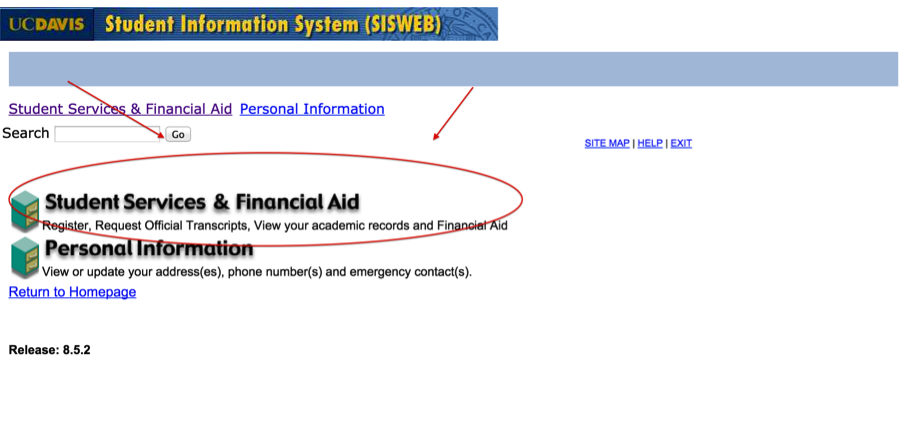 UCDAVIS Student Information System (SISWEB)
Student Services & Financial Aid Personal Information
Search Go
SITE MAP | HELP | EXIT
Student Services & Financial Aid
Register, Request Official Transcripts, View your academic records and Financial Aid
Personal Information
View or update your address(es), phone number(s) and emergency contact(s).
Return to Homepage
Release: 8.5.2